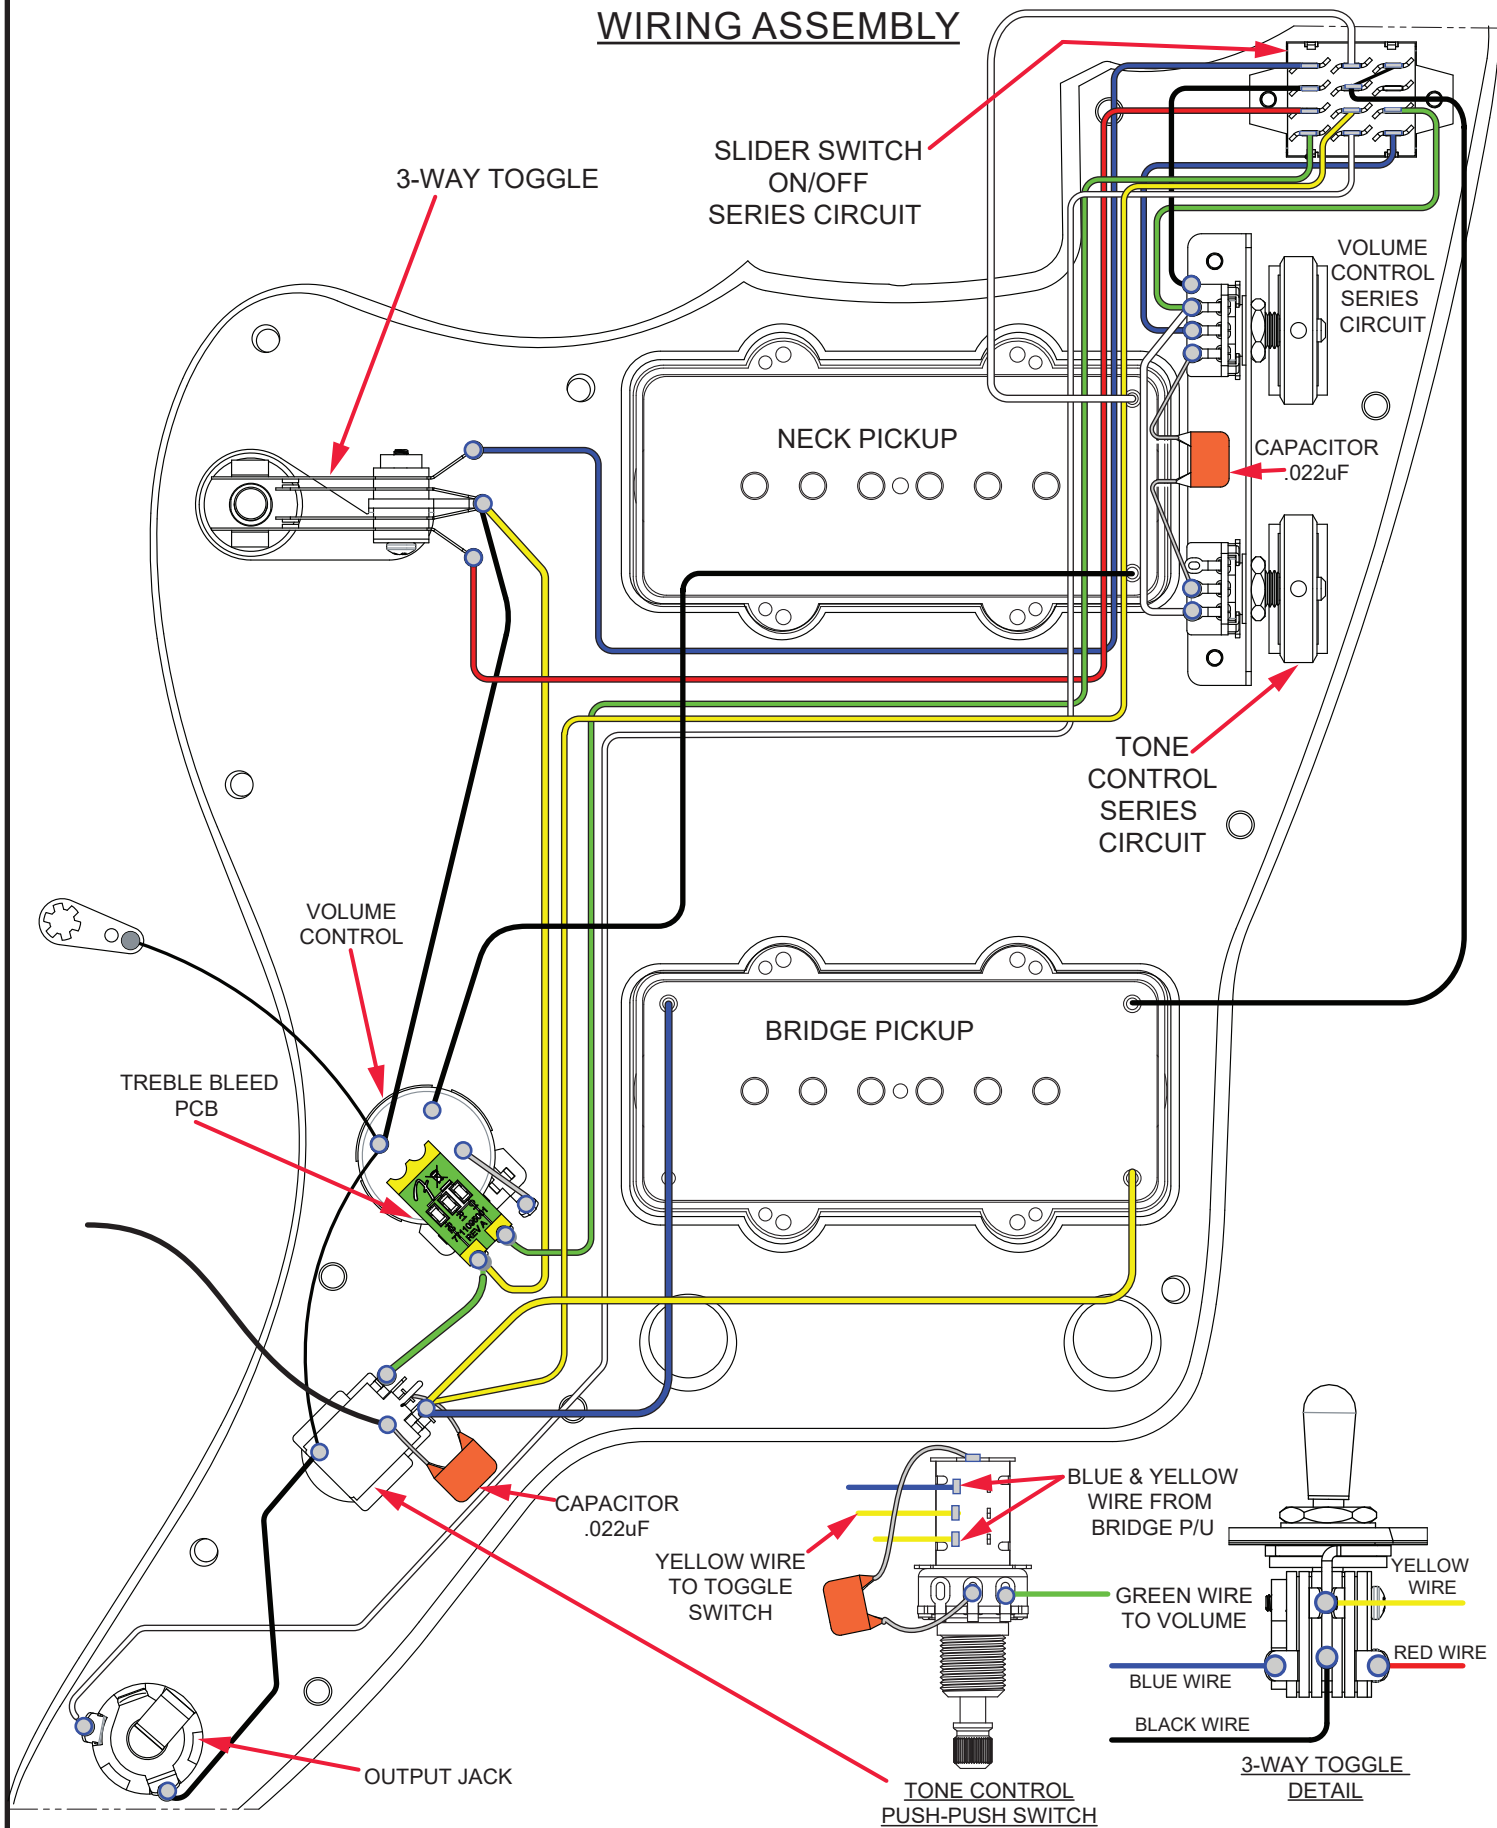 WIRING ASSEMBLY
3-WAY TOGGLE
SLIDER SWITCH
ON/OFF
SERIES CIRCUIT
VOLUME
CONTROL
SERIES
CIRCUIT
NECK PICKUP
CAPACITOR
.022uF
TONE
CONTROL
SERIES
CIRCUIT
VOLUME
CONTROL
BRIDGE PICKUP
TREBLE BLEED
PCB
REV A
CAPACITOR
.022uF
BLUE & YELLOW
WIRE FROM
BRIDGE P/U
YELLOW WIRE
TO TOGGLE
SWITCH
GREEN WIRE
TO VOLUME
YELLOW
WIRE
RED WIRE
BLUE WIRE
BLACK WIRE
OUTPUT JACK
TONE CONTROL
PUSH-PUSH SWITCH
3-WAY TOGGLE
DETAIL